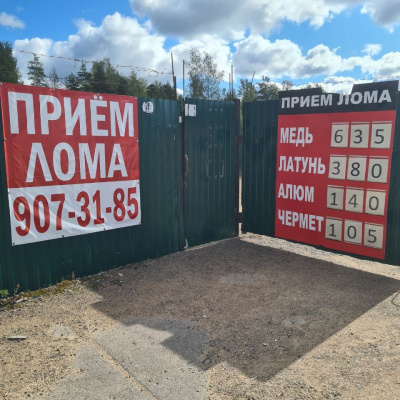 ПРИЁМ
ЛОМА
907-31-85
ПРИЕМ ЛОМА
МЕДЬ 635
ЛАТУНЬ 380
АЛЮМ 140
ЧЕРМЕТ 105